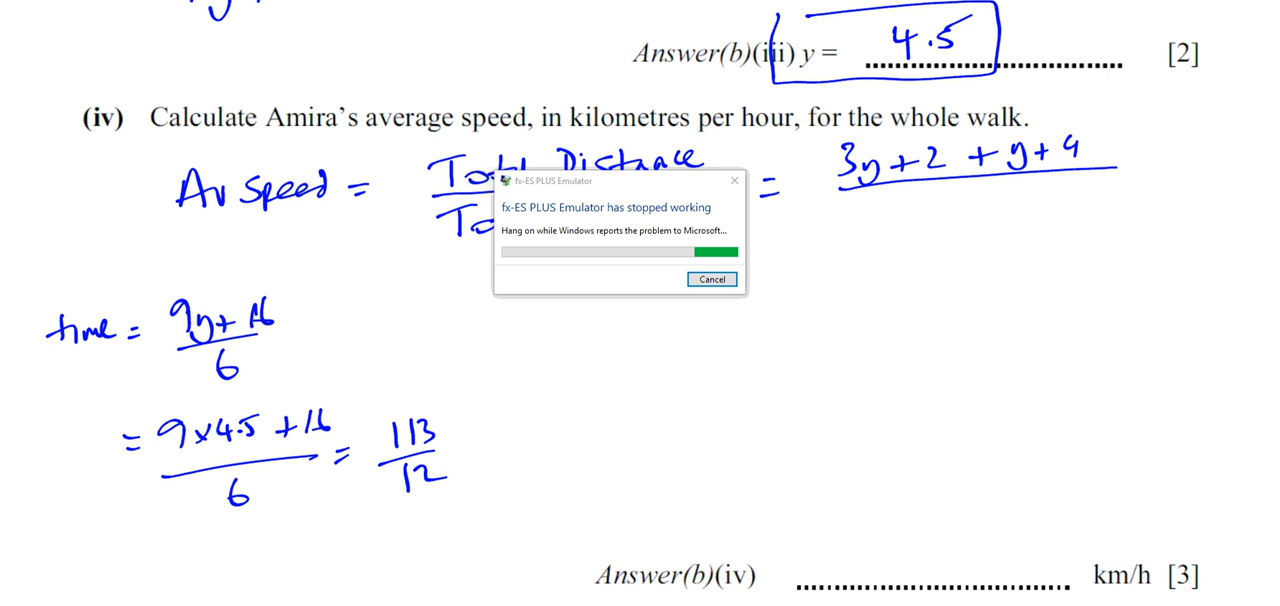 4.5
Answer(b)(iii) y = [2]
(iv) Calculate Amira's average speed, in kilometres per hour, for the whole walk.
Av Speed = Total Distance = 3y + 2 + y + 4
fx-ES PLUS Emulator
fx-ES PLUS Emulator has stopped working
Hang on while Windows reports the problem to Microsoft...
Cancel
time = 9y + 16
6
= 9 x 4.5 + 16 = 113
6 12
Answer(b)(iv) km/h [3]